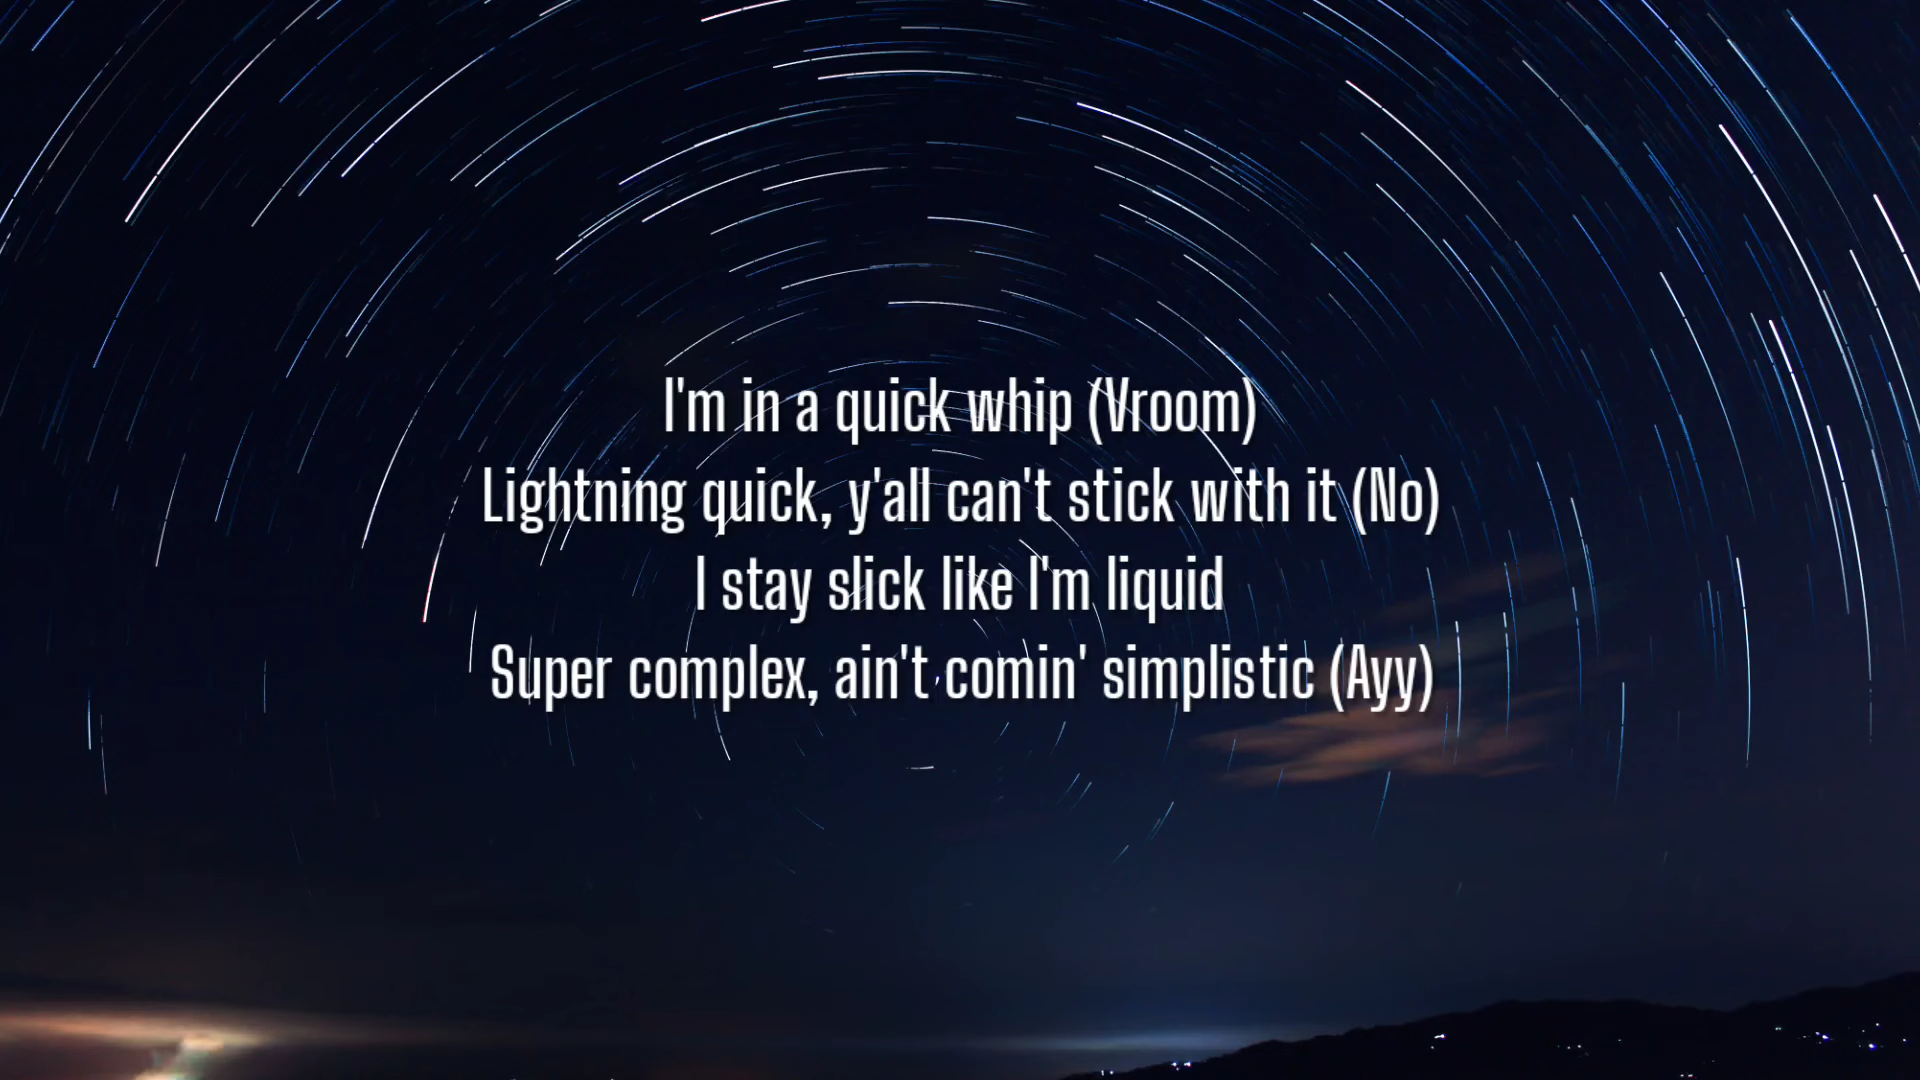 I'm in a quick whip (Vroom)
Lightning quick, y'all can't stick with it (No)
I stay slick like I'm liquid
Super complex, ain't comin' simplistic (Ayy)